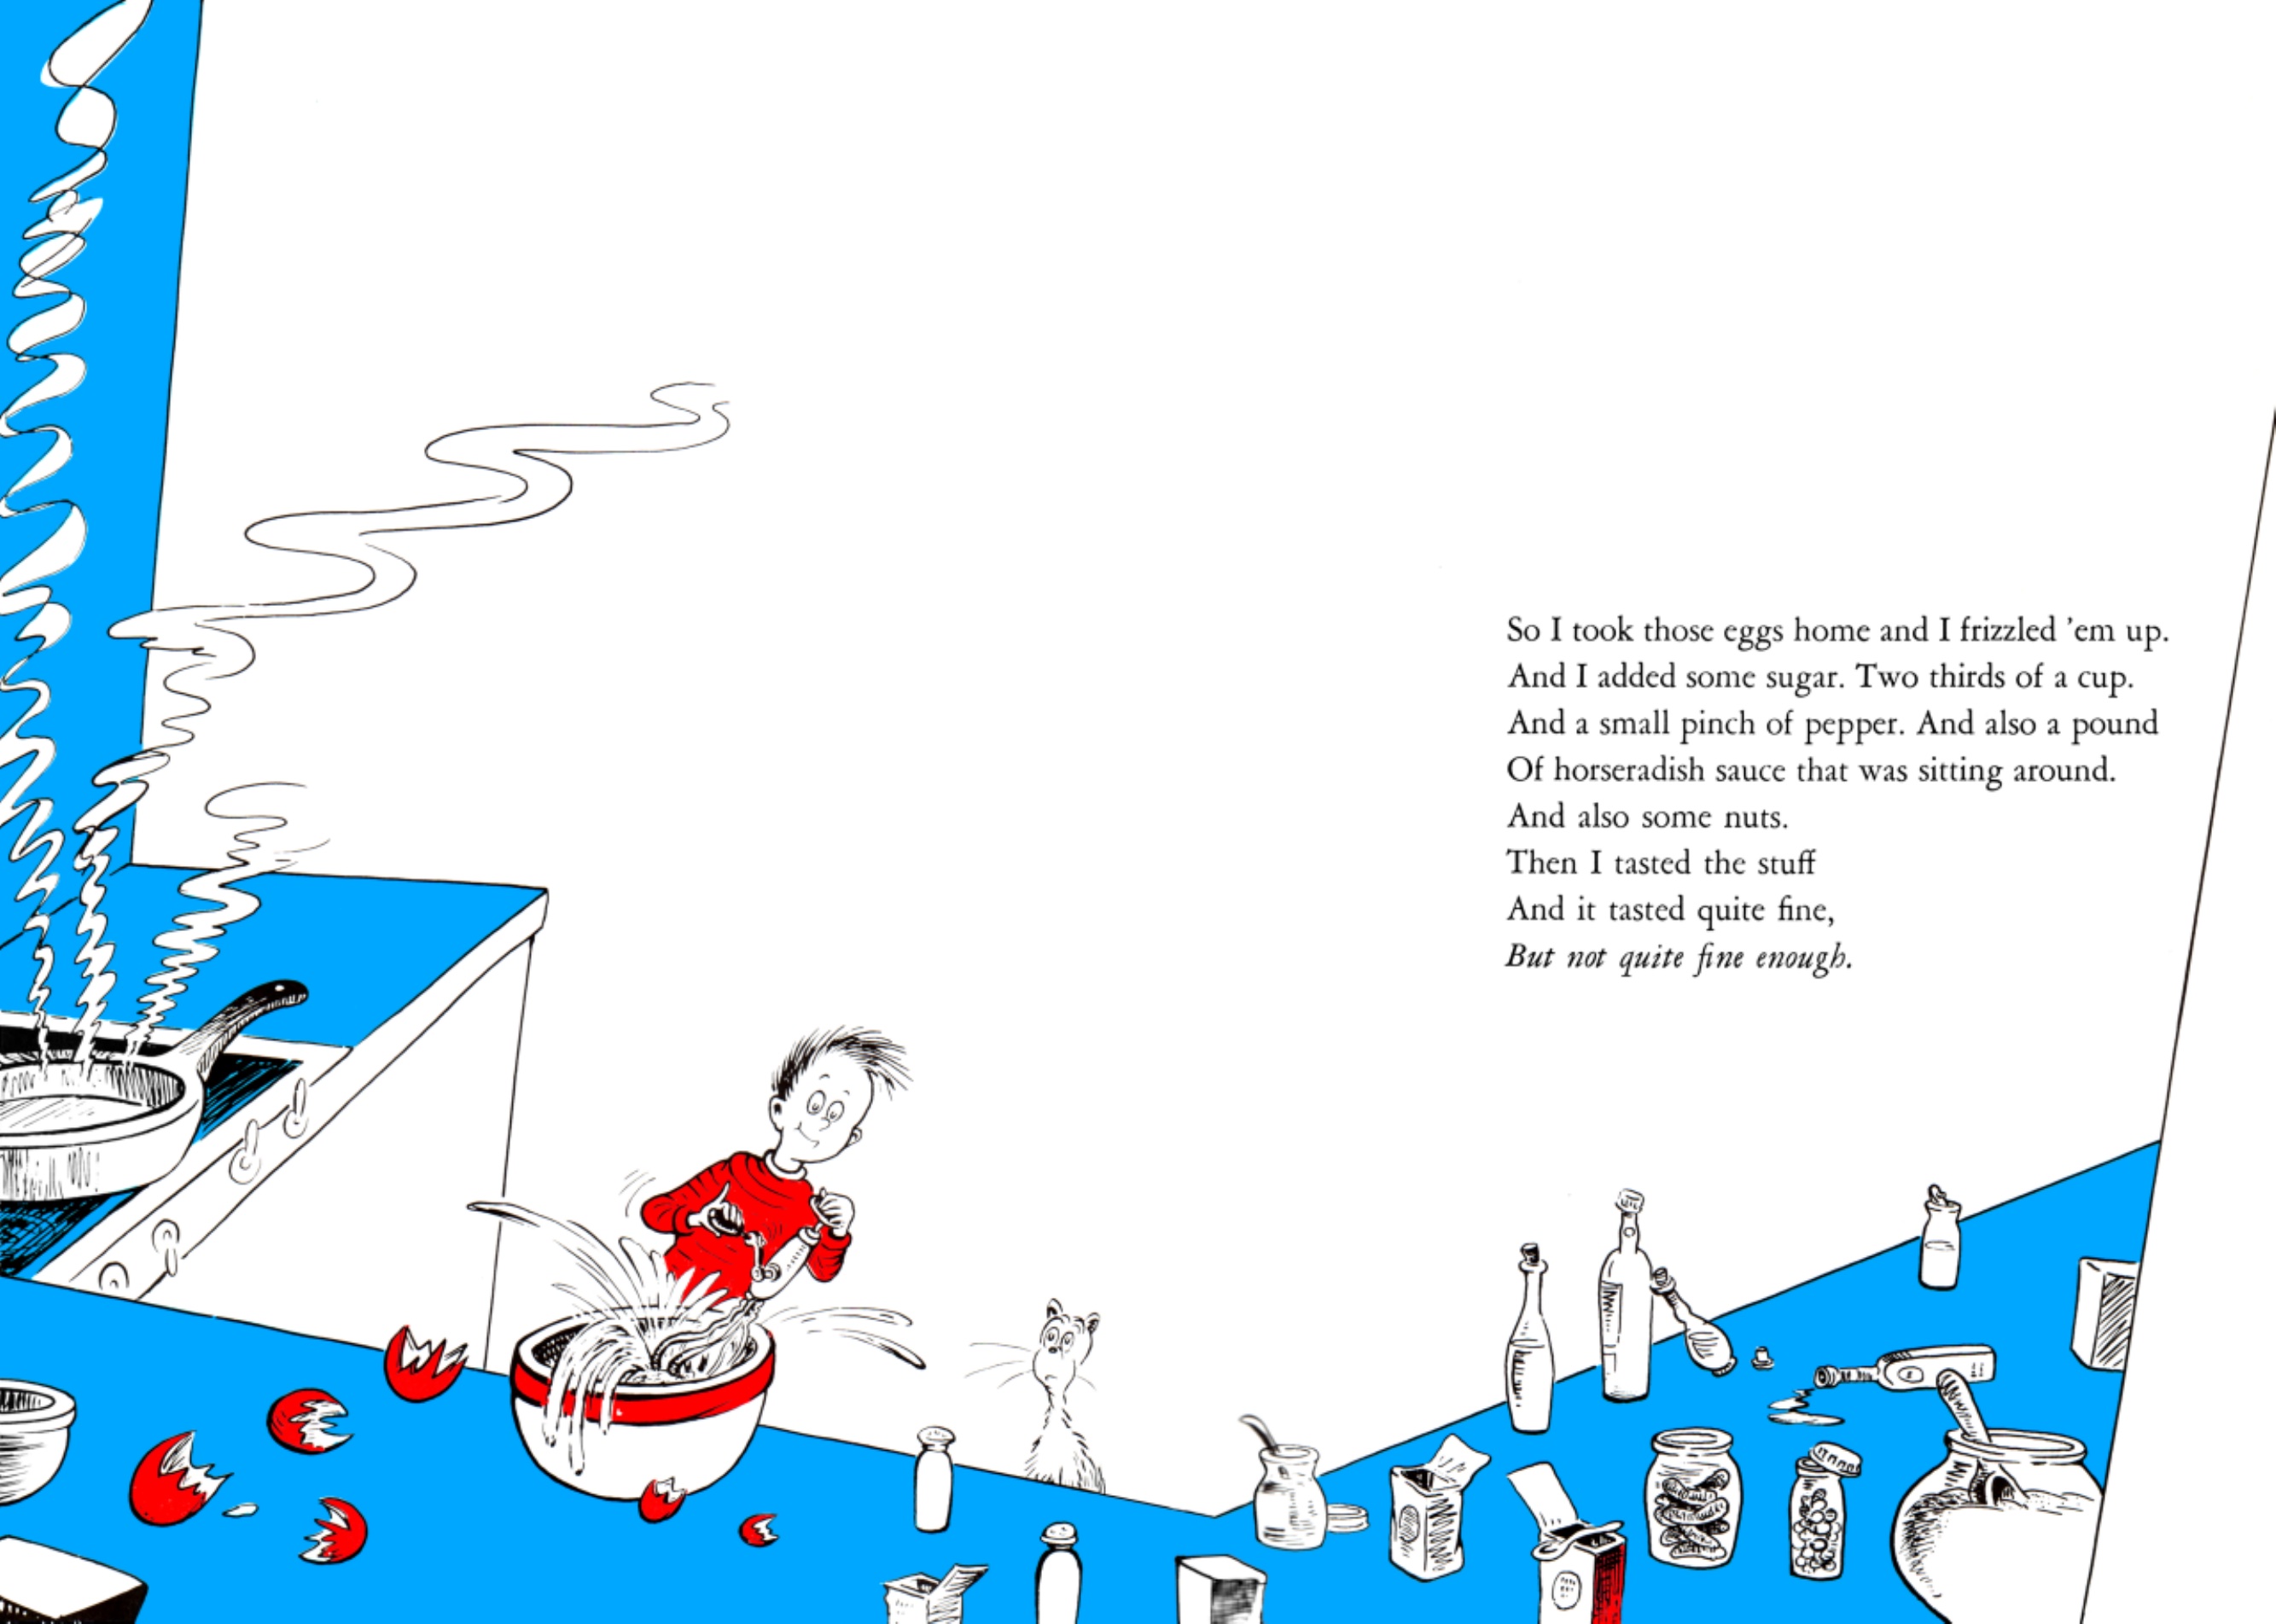 So I took those eggs home and I frizzled ’em up.
And I added some sugar. Two thirds of a cup.
And a small pinch of pepper. And also a pound
Of horseradish sauce that was sitting around.
And also some nuts.
Then I tasted the stuff
And it tasted quite fine,
But not quite fine enough.